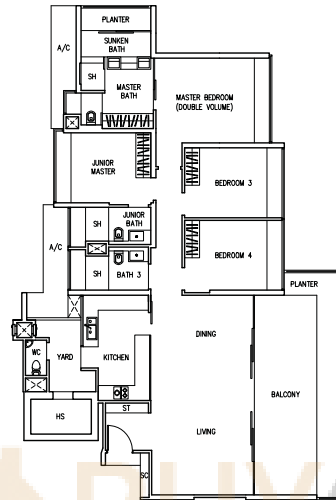 PLANTER
A/C
SUNKEN
BATH
SH
MASTER
BATH
MASTER BEDROOM
(DOUBLE VOLUME)
JUNIOR
MASTER
BEDROOM 3
SH
JUNIOR
BATH
A/C
SH
BATH 3
BEDROOM 4
PLANTER
WC
YARD
KITCHEN
DINING
BALCONY
HS
ST
LIVING
SC